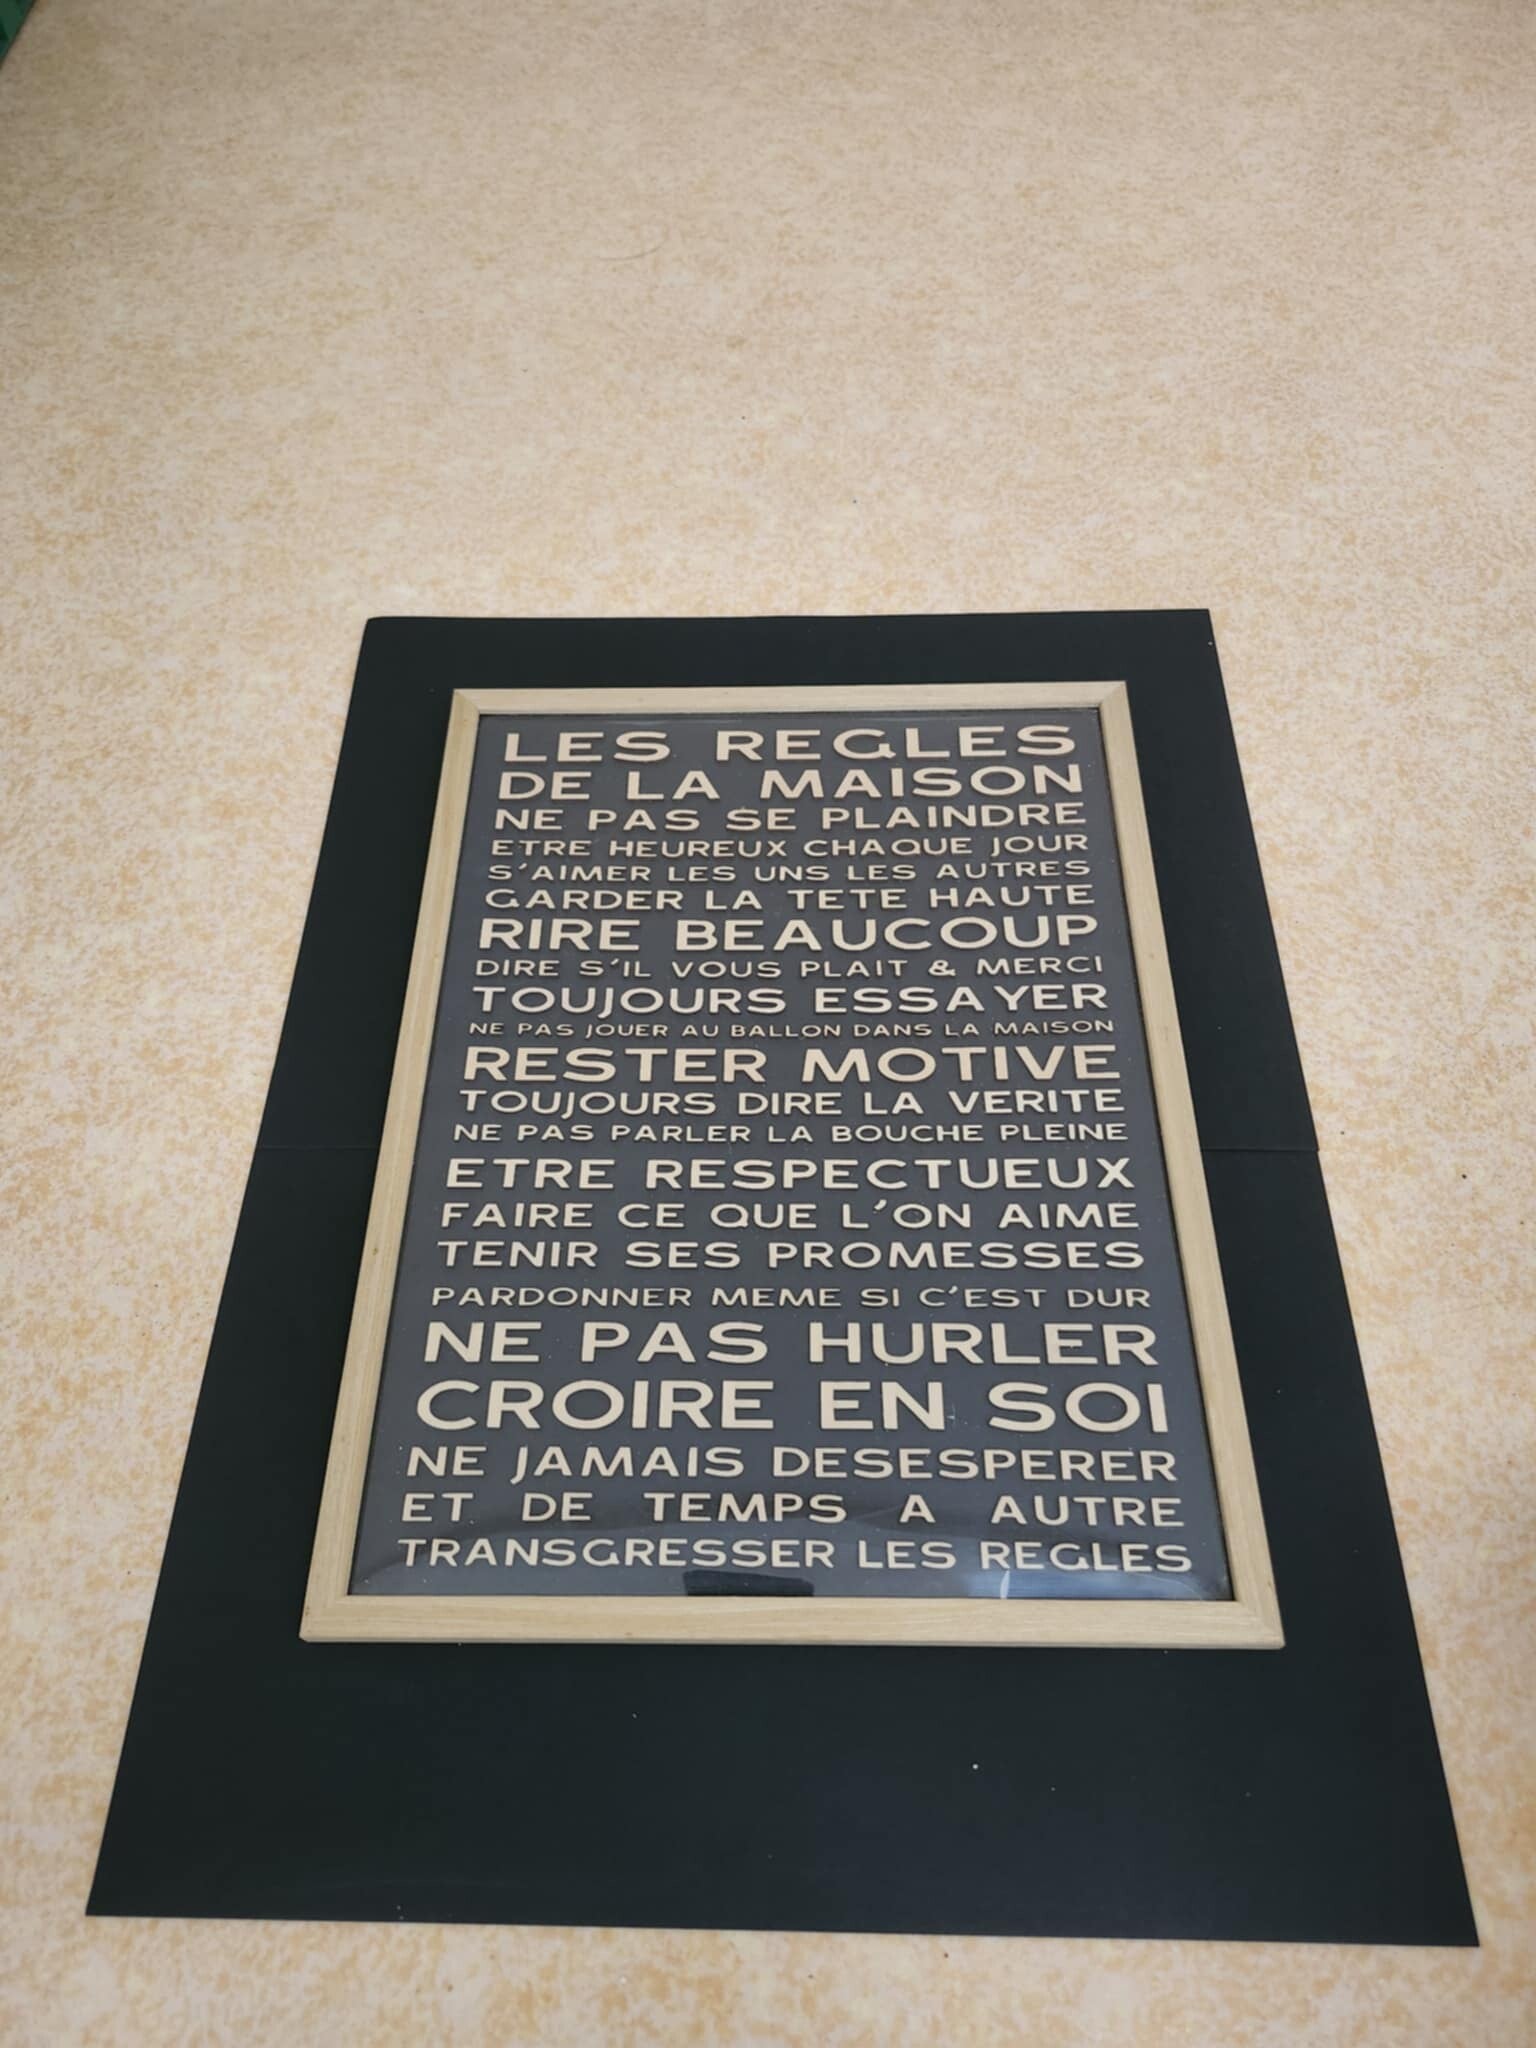 LES REGLES
DE LA MAISON
NE PAS SE PLAINDRE
ETRE HEUREUX CHAQUE JOUR
S'AIMER LES UNS LES AUTRES
GARDER LA TETE HAUTE
RIRE BEAUCOUP
DIRE S'IL VOUS PLAIT & MERCI
TOUJOURS ESSAYER
NE PAS JOUER AU BALLON DANS LA MAISON
RESTER MOTIVE
TOUJOURS DIRE LA VERITE
NE PAS PARLER LA BOUCHE PLEINE
ETRE RESPECTUEUX
FAIRE CE QUE L'ON AIME
TENIR SES PROMESSES
PARDONNER MEME SI C'EST DUR
NE PAS HURLER
CROIRE EN SOI
NE JAMAIS DESESPERER
ET DE TEMPS A AUTRE
TRANSGRESSER LES REGLES